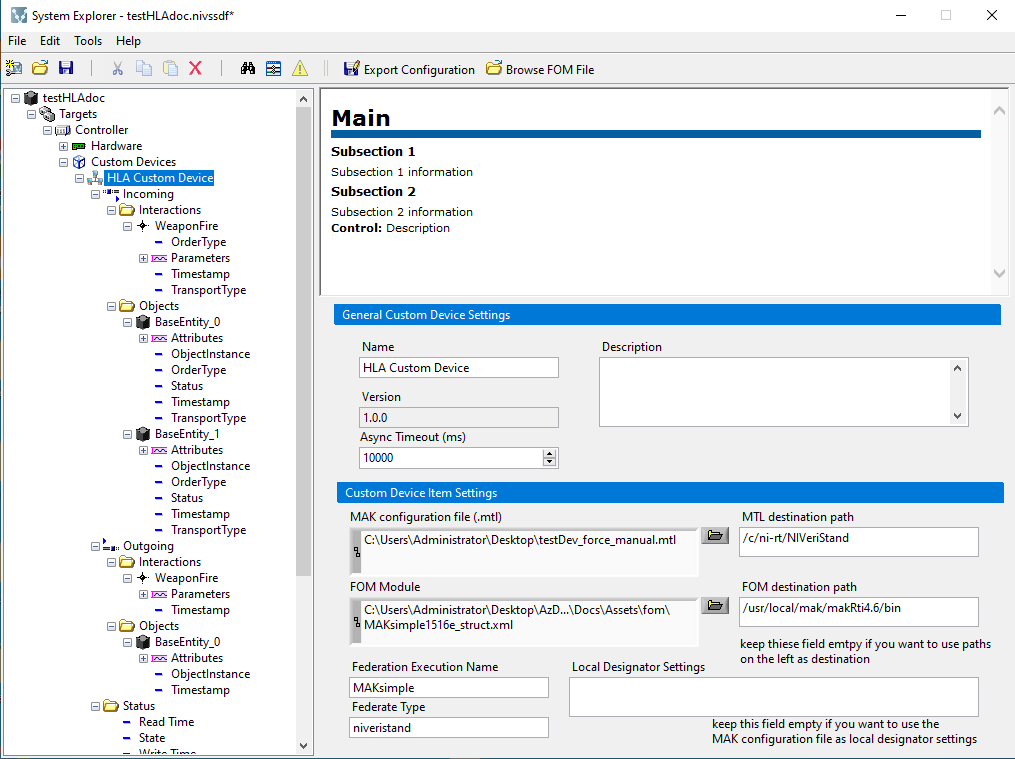 System Explorer - testHLAdoc.nivssdf*
File Edit Tools Help
Export Configuration Browse FOM File
testHLAdoc
Targets
Controller
Hardware
Custom Devices
HLA Custom Device
Incoming
Interactions
WeaponFire
OrderType
Parameters
Timestamp
TransportType
Objects
BaseEntity_0
Attributes
ObjectInstance
OrderType
Status
Timestamp
TransportType
BaseEntity_1
Attributes
ObjectInstance
OrderType
Status
Timestamp
TransportType
Outgoing
Interactions
WeaponFire
Parameters
Timestamp
Objects
BaseEntity_0
Attributes
ObjectInstance
Timestamp
Status
Read Time
State
Write Time
Main
Subsection 1
Subsection 1 information
Subsection 2
Subsection 2 information
Control: Description
General Custom Device Settings
Name
HLA Custom Device
Description
Version
1.0.0
Async Timeout (ms)
10000
Custom Device Item Settings
MAK configuration file (.mtl)
C:\Users\Administrator\Desktop\testDev_force_manual.mtl
MTL destination path
/c/ni-rt/NIVeriStand
FOM Module
C:\Users\Administrator\Desktop\AzD...\Docs\Assets\fom\
MAKsimple1516e_struct.xml
FOM destination path
/usr/local/mak/makRti4.6/bin
keep thiese field emtpy if you want to use paths
on the left as destination
Federation Execution Name
MAKsimple
Local Designator Settings
Federate Type
niveristand
keep this field empty if you want to use the
MAK configuration file as local designator settings